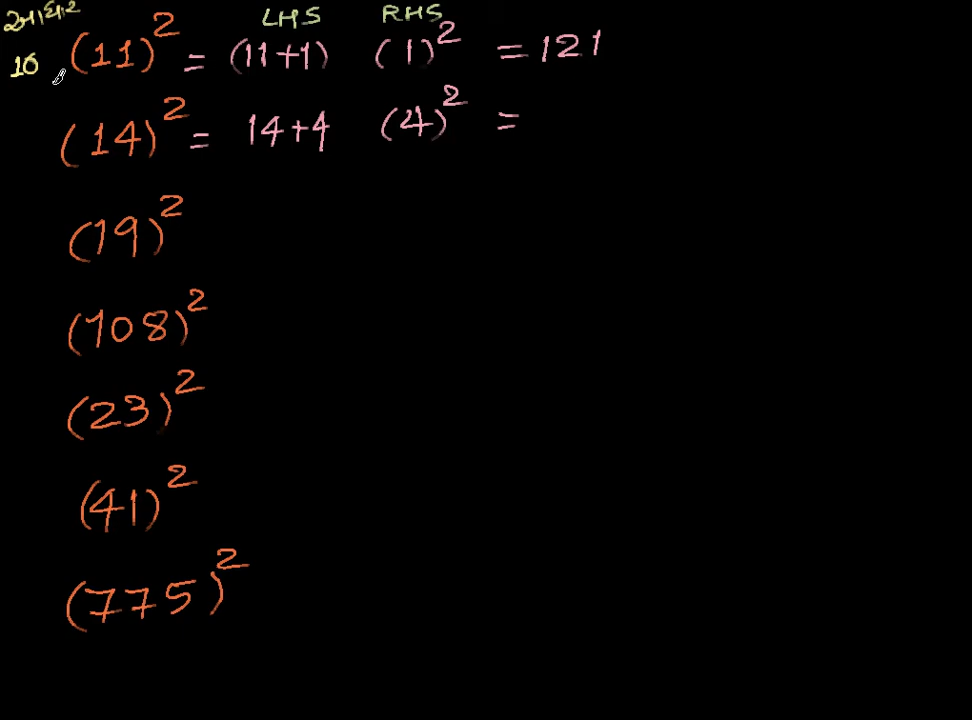 આધાર LHS RHS
10 (11)² = (11+1) (1)² = 121
(14)² = 14+4 (4)² =
(19)²
(108)²
(23)²
(41)²
(775)²